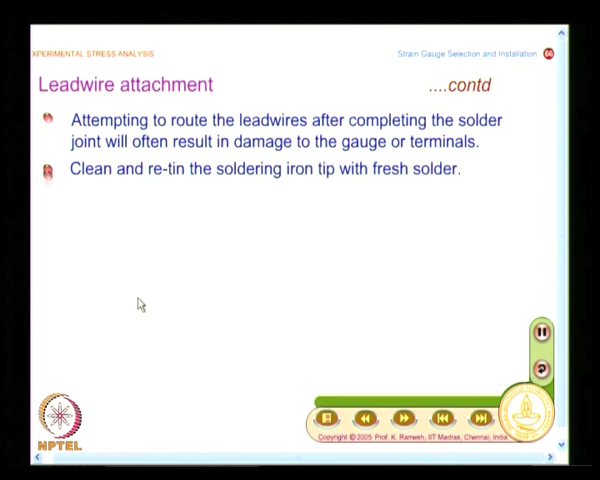 XPERIMENTAL STRESS ANALYSIS
Strain Gauge Selection and Installation 66
Leadwire attachment
....contd
Attempting to route the leadwires after completing the solder
joint will often result in damage to the gauge or terminals.
Clean and re-tin the soldering iron tip with fresh solder.
NPTEL
Copyright © 2005 Prof. K. Ramesh, IIT Madras, Chennai, India